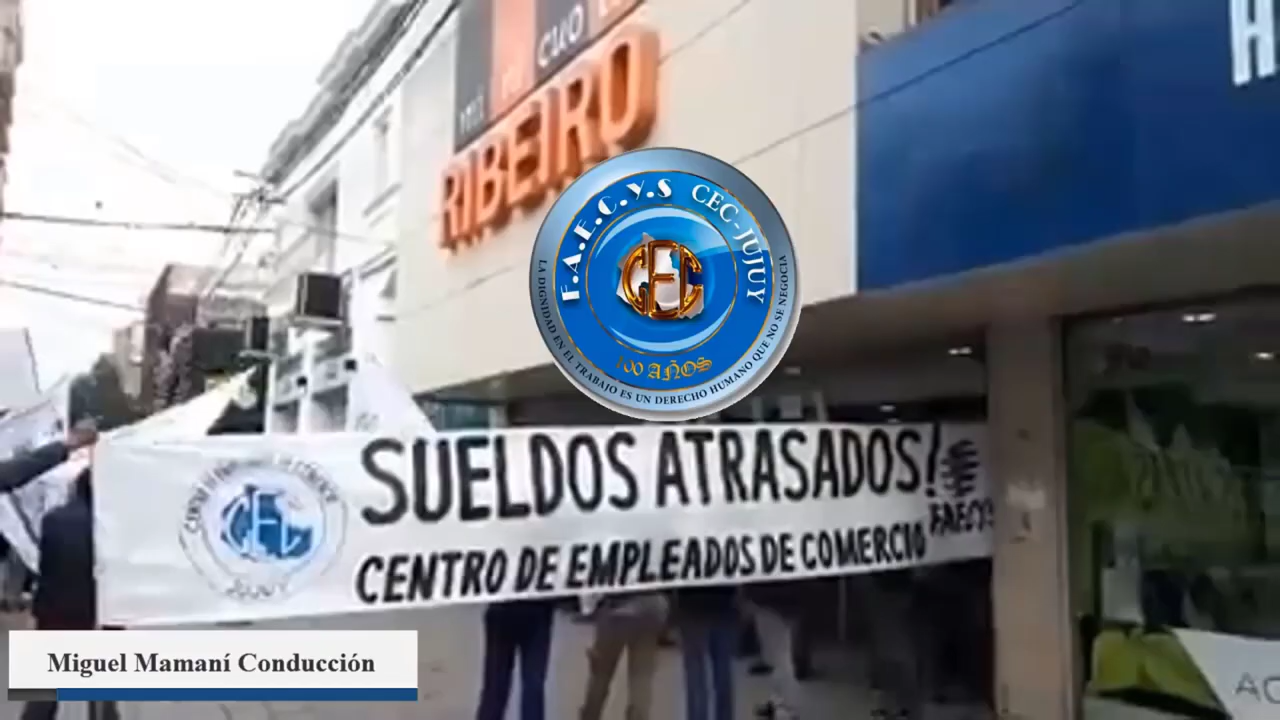 CUO
RIBEIRO
H
F.A.E.C.Y.S CEC-JUJUY
CEC
100 AÑOS
LA DIGNIDAD EN EL TRABAJO ES UN DERECHO HUMANO QUE NO SE NEGOCIA
SUELDOS ATRASADOS!
CEC
JUJUY
CENTRO DE EMPLEADOS DE COMERCIO
FAECYS
Miguel Mamaní Conducción